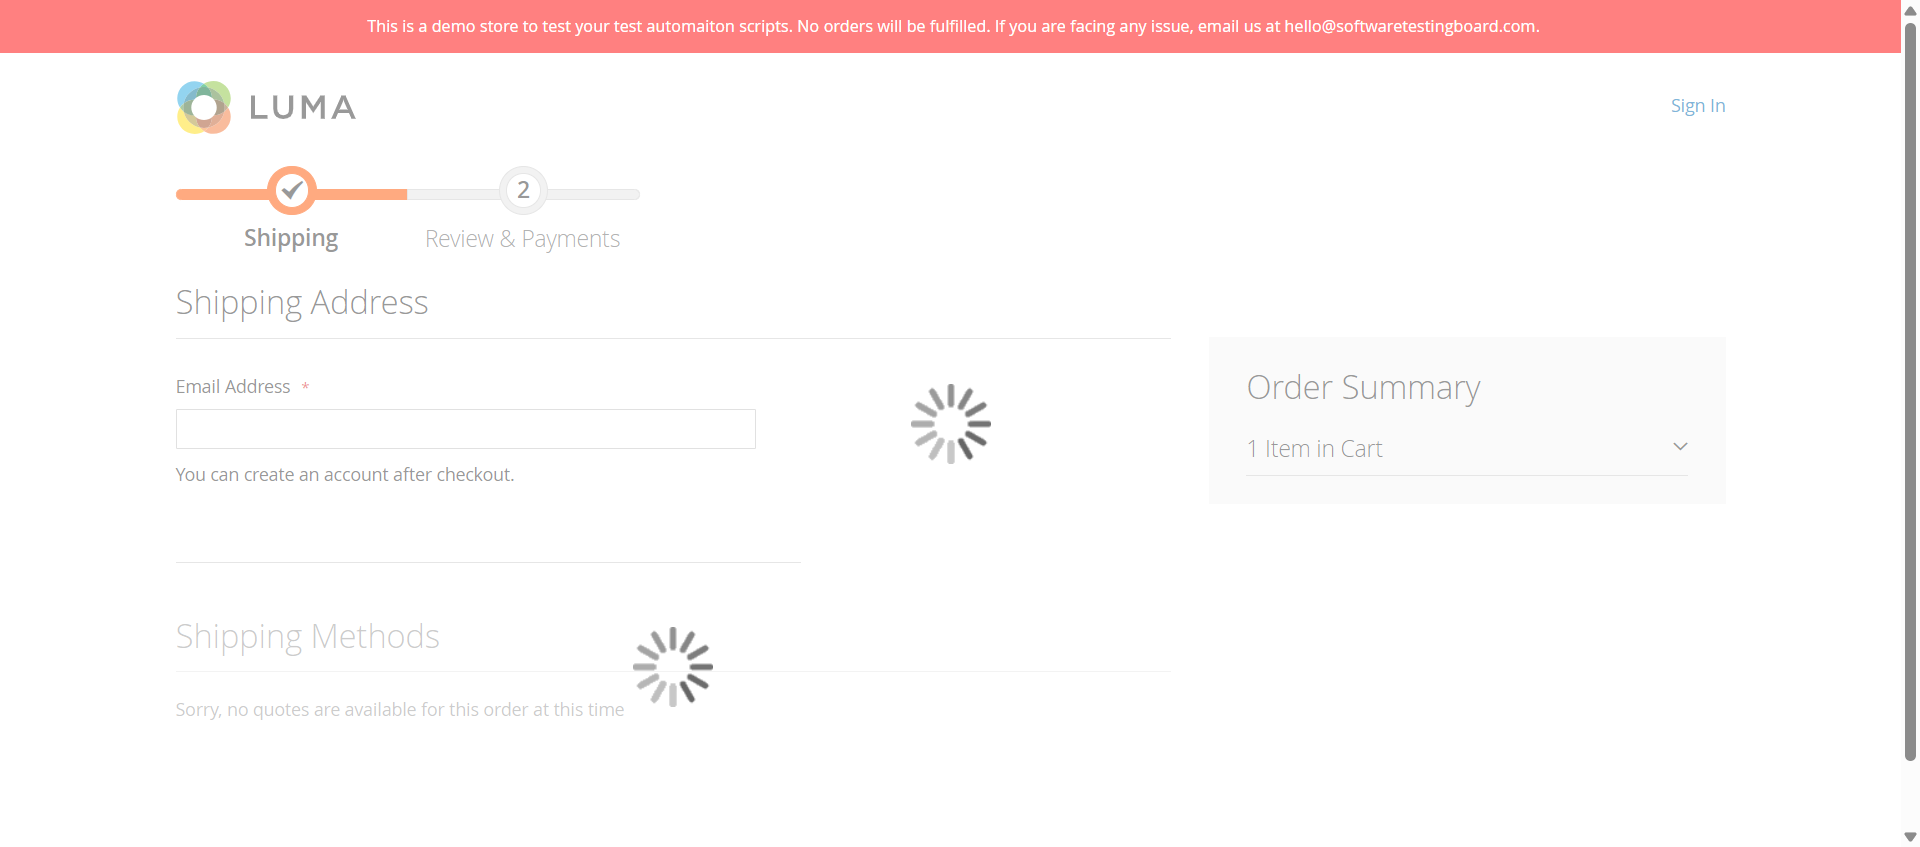 This is a demo store to test your test automaiton scripts. No orders will be fulfilled. If you are facing any issue, email us at hello@softwaretestingboard.com.
LUMA
Sign In
2
Shipping
Review & Payments
Shipping Address
Email Address *
You can create an account after checkout.
Order Summary
1 Item in Cart
Shipping Methods
Sorry, no quotes are available for this order at this time